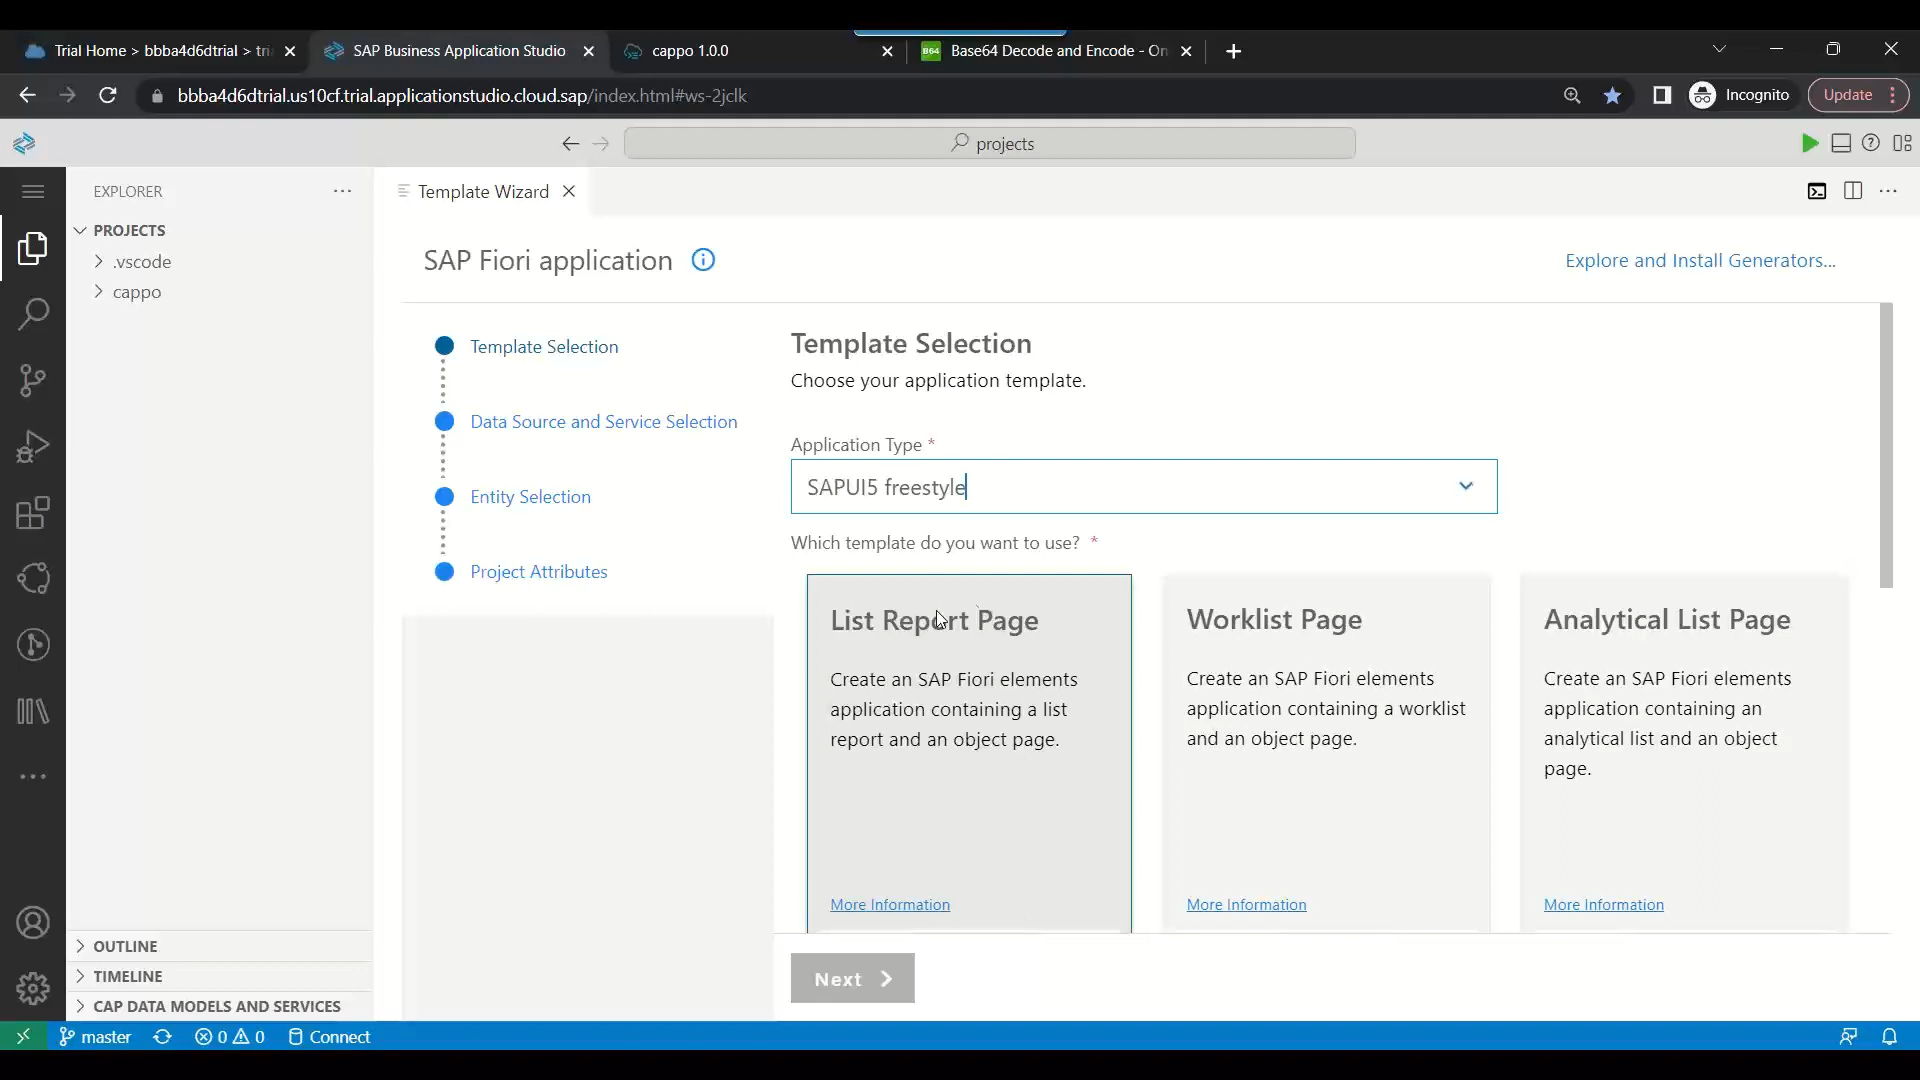 Trial Home > bbba4d6dtrial > tri
SAP Business Application Studio
cappo 1.0.0
B64
Base64 Decode and Encode - On
bbba4d6dtrial.us10cf.trial.applicationstudio.cloud.sap/index.html#ws-2jclk
Incognito
Update
projects
EXPLORER
Template Wizard
PROJECTS
.vscode
cappo
SAP Fiori application
Explore and Install Generators...
Template Selection
Data Source and Service Selection
Entity Selection
Project Attributes
Template Selection
Choose your application template.
Application Type *
SAPUI5 freestyle
Which template do you want to use? *
List Report Page
Create an SAP Fiori elements
application containing a list
report and an object page.
More Information
Worklist Page
Create an SAP Fiori elements
application containing a worklist
and an object page.
More Information
Analytical List Page
Create an SAP Fiori elements
application containing an
analytical list and an object
page.
More Information
Next
OUTLINE
TIMELINE
CAP DATA MODELS AND SERVICES
master
0
0
Connect